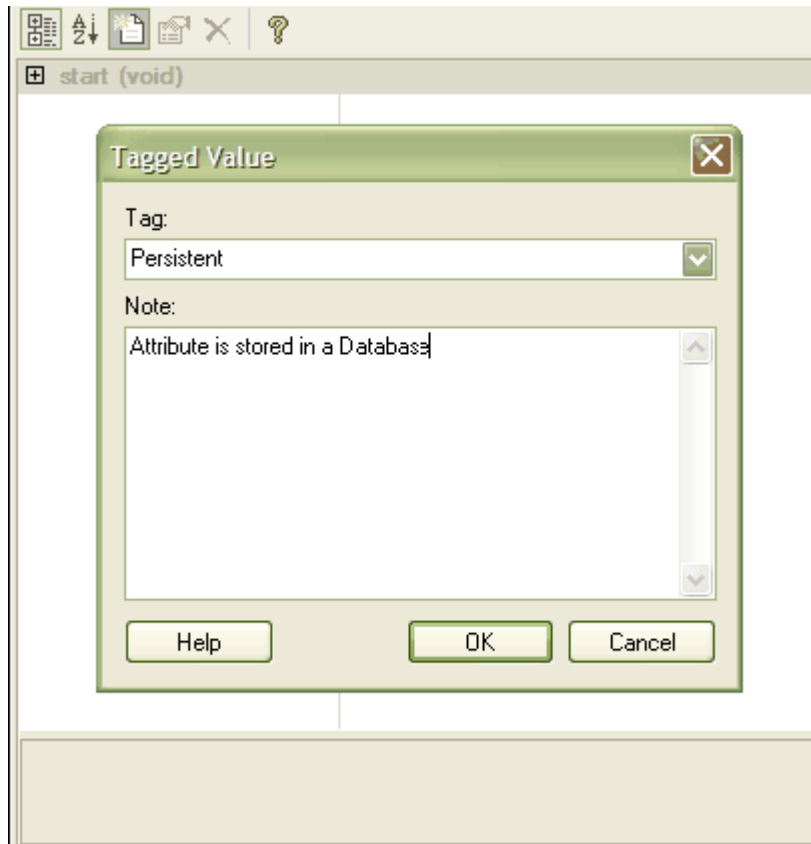 start (void)
Tagged Value
Tag:
Persistent
Note:
Attribute is stored in a Database
Help
OK
Cancel